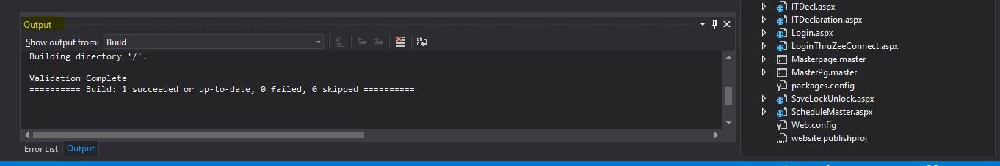 Output
Show output from: Build
Building directory '/'.
Validation Complete
========== Build: 1 succeeded or up-to-date, 0 failed, 0 skipped ==========
Error List Output
ITDecl.aspx
ITDeclaration.aspx
Login.aspx
LoginThruZeeConnect.aspx
Masterpage.master
MasterPg.master
packages.config
SaveLockUnlock.aspx
ScheduleMaster.aspx
Web.config
website.publishproj